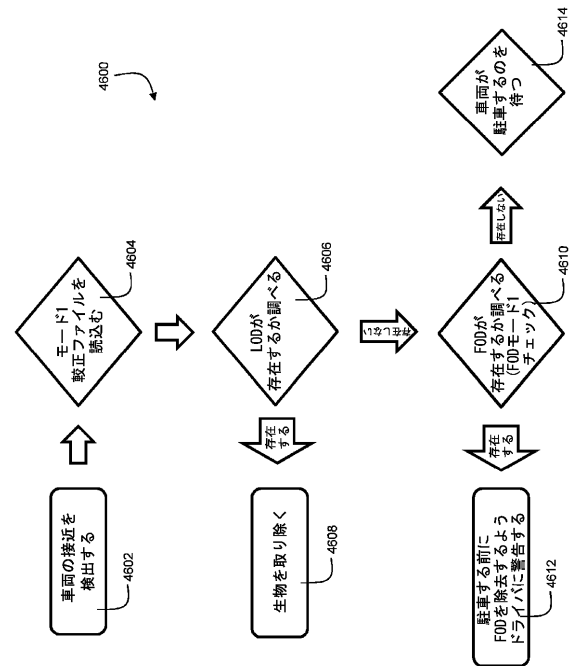 4600
車両の接近を
検出する
4602
モード1
較正ファイルを
読込む
4604
LODが
存在するか調べる
4606
存在
する
生物を取り除く
4608
存在しない
FODが
存在するか調べる
(FODモード1
チェック)
4610
存在
する
駐車する前に
FODを除去するよう
ドライバに警告する
4612
存在しない
車両が
駐車するのを
待つ
4614